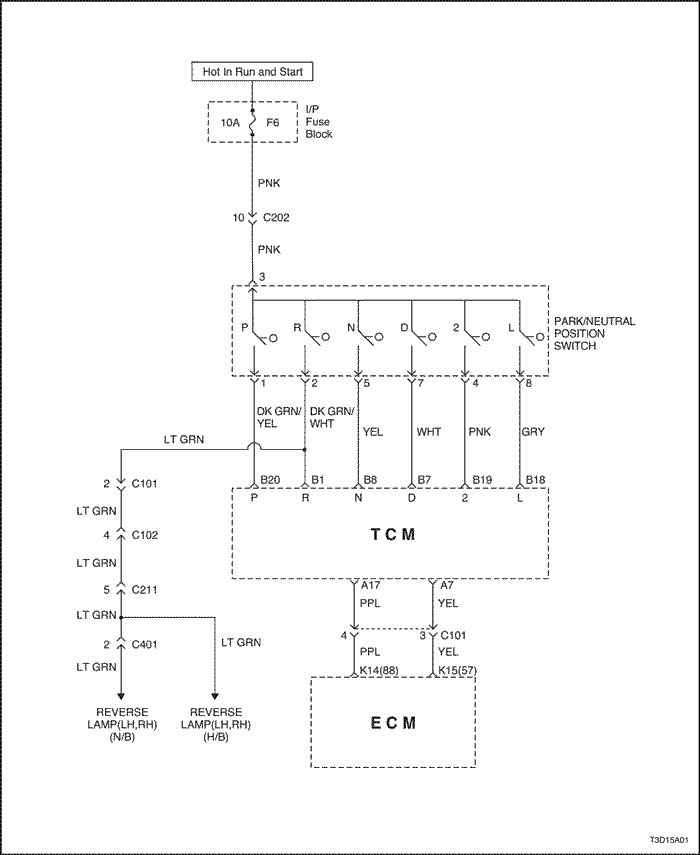 Hot In Run and Start
10A F6
I/P
Fuse
Block
PNK
10 C202
PNK
3
P R N D 2 L
PARK/NEUTRAL
POSITION
SWITCH
1 2 5 7 4 8
DK GRN/
YEL
DK GRN/
WHT
YEL WHT PNK GRY
LT GRN
B20 B1 B8 B7 B19 B18
P R N D 2 L
2 C101
LT GRN
4 C102
TCM
LT GRN
5 C211
A17 A7
PPL YEL
LT GRN
4 3 C101
2 C401
LT GRN
PPL YEL
LT GRN
K14(88) K15(57)
REVERSE
LAMP(LH,RH)
(N/B)
REVERSE
LAMP(LH,RH)
(H/B)
ECM
T3D15A01